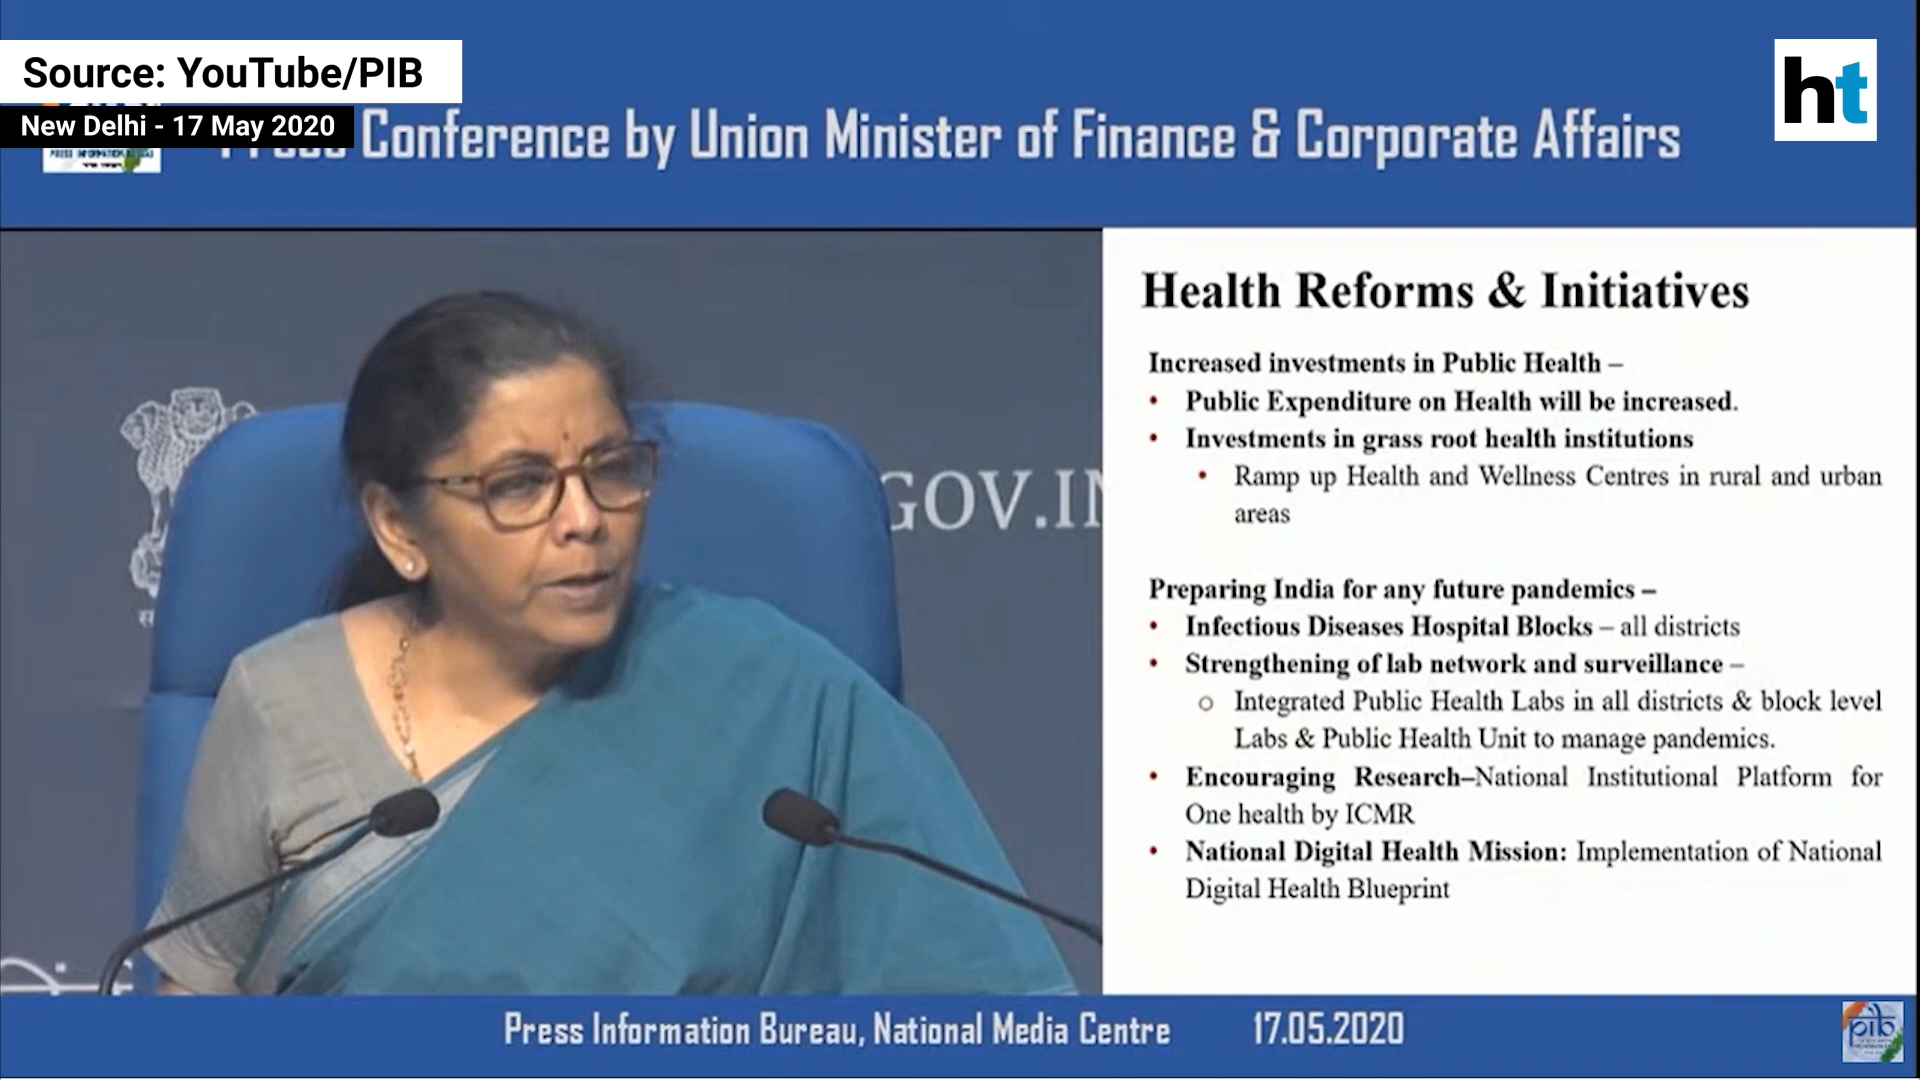 Source: YouTube/PIB
New Delhi - 17 May 2020
ht
Press Conference by Union Minister of Finance & Corporate Affairs
GOV.IN
Health Reforms & Initiatives
Increased investments in Public Health –
• Public Expenditure on Health will be increased.
• Investments in grass root health institutions
• Ramp up Health and Wellness Centres in rural and urban
areas
Preparing India for any future pandemics –
• Infectious Diseases Hospital Blocks – all districts
• Strengthening of lab network and surveillance –
o Integrated Public Health Labs in all districts & block level
Labs & Public Health Unit to manage pandemics.
• Encouraging Research–National Institutional Platform for
One health by ICMR
• National Digital Health Mission: Implementation of National
Digital Health Blueprint
Press Information Bureau, National Media Centre 17.05.2020
pib